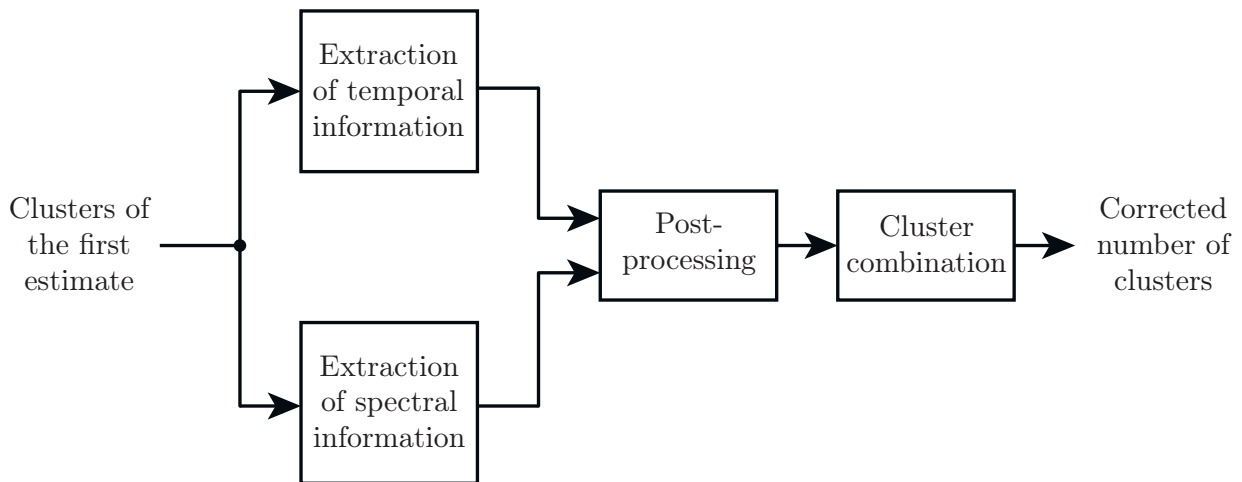 Extraction
of temporal
information
Clusters of
the first
estimate
Post-
processing
Cluster
combination
Corrected
number of
clusters
Extraction
of spectral
information